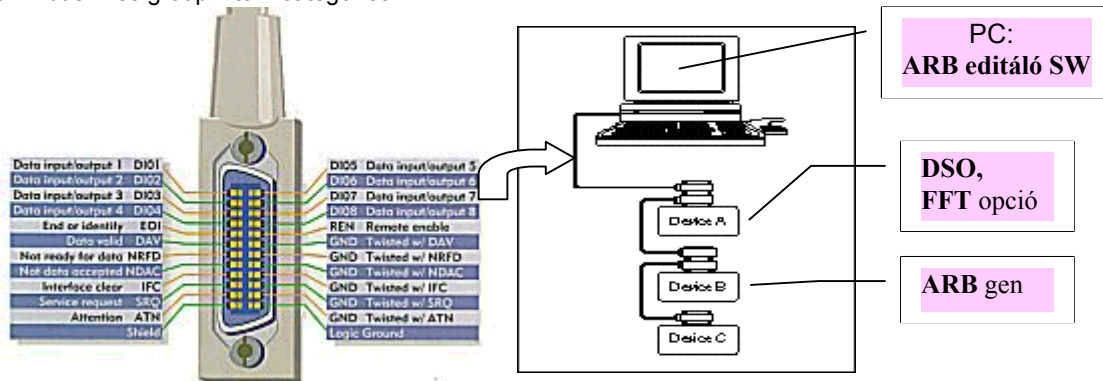 Data input/output 1 DIO1
Data input/output 2 DIO2
Data input/output 3 DIO3
Data input/output 4 DIO4
End or identify EOI
Data valid DAV
Not ready for data NRFD
Not data accepted NDAC
Interface clear IFC
Service request SRQ
Attention ATN
Shield
DIO5 Data input/output 5
DIO6 Data input/output 6
DIO7 Data input/output 7
DIO8 Data input/output 8
REN Remote enable
GND Twisted w/ DAV
GND Twisted w/ NRFD
GND Twisted w/ NDAC
GND Twisted w/ IFC
GND Twisted w/ SRQ
GND Twisted w/ ATN
Logic Ground
Device A
Device B
Device C
PC:
ARB editáló SW
DSO,
FFT opció
ARB gen